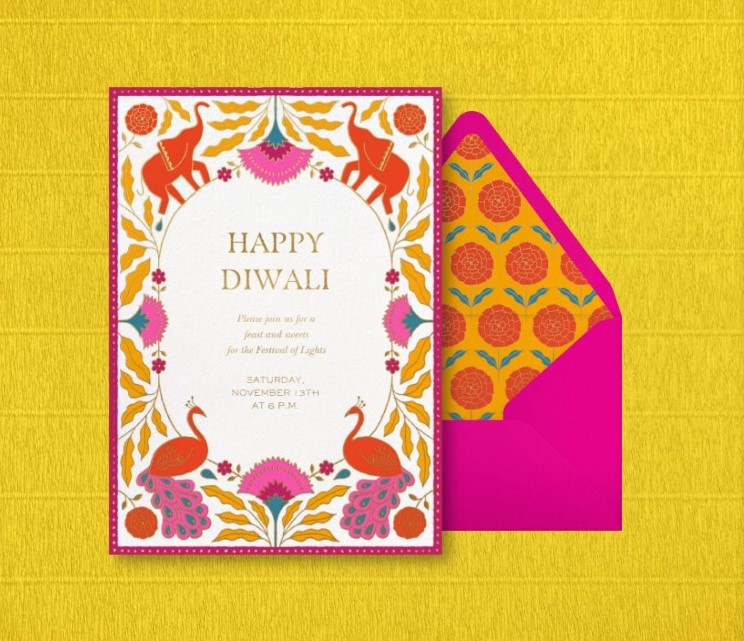 HAPPY
DIWALI
Please join us for a
feast and sweets
for the Festival of Lights
SATURDAY,
NOVEMBER 13TH
AT 6 P.M.